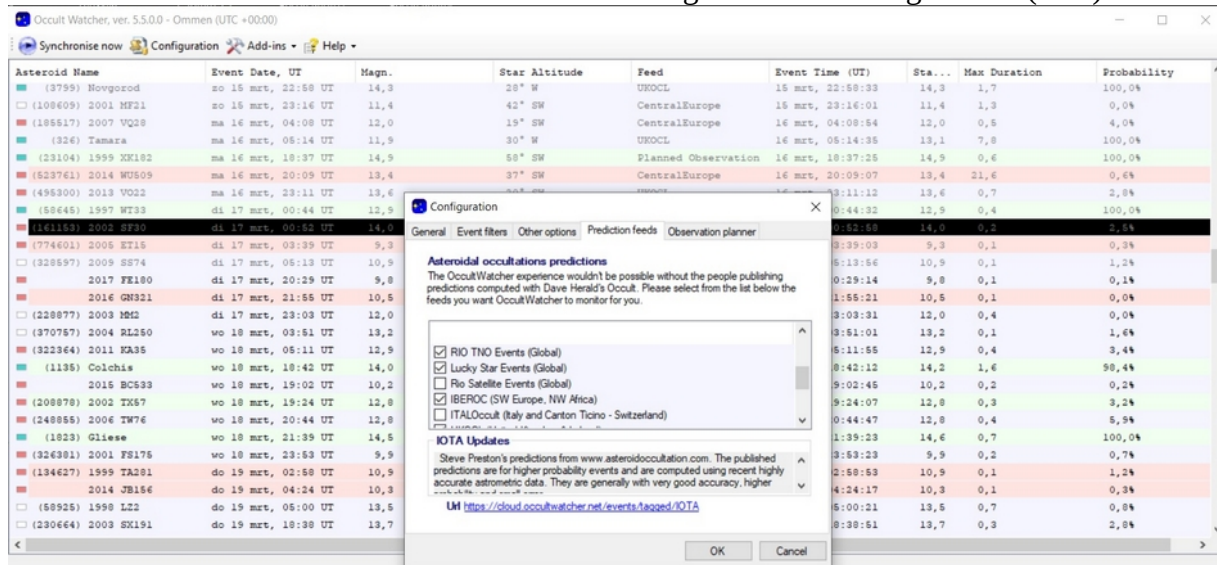 Occult Watcher, ver. 5.5.0.0 - Ommen (UTC +00:00)
Synchronise now Configuration Add-ins Help
Asteroid Name Event Date, UT Magn. Star Altitude Feed Event Time (UT) Sta... Max Duration Probability
(3799) Novgorod zo 15 mrt, 22:58 UT 14,3 28° W UKOCL 15 mrt, 22:58:33 14,3 1,7 100,0%
(108609) 2001 MF21 zo 15 mrt, 23:16 UT 11,4 42° SW CentralEurope 15 mrt, 23:16:01 11,4 1,3 0,0%
(185517) 2007 VQ28 ma 16 mrt, 04:08 UT 12,0 19° SW CentralEurope 16 mrt, 04:08:54 12,0 0,5 4,0%
(326) Tamara ma 16 mrt, 05:14 UT 11,9 30° W UKOCL 16 mrt, 05:14:35 13,1 7,8 100,0%
(23104) 1999 XK182 ma 16 mrt, 18:37 UT 14,9 58° SW Planned Observation 16 mrt, 18:37:25 14,9 0,6 100,0%
(523761) 2014 WU509 ma 16 mrt, 20:09 UT 13,4 37° SW CentralEurope 16 mrt, 20:09:07 13,4 21,6 0,6%
(495300) 2013 VO22 ma 16 mrt, 23:11 UT 13,6 13,6 0,7 2,8%
(58645) 1997 WT33 di 17 mrt, 00:44 UT 12,9 0:44:32 12,9 0,4 100,0%
(161153) 2002 SF30 di 17 mrt, 00:52 UT 14,0 0:52:58 14,0 0,2 2,5%
(774601) 2005 ET15 di 17 mrt, 03:39 UT 9,3 3:39:03 9,3 0,1 0,3%
(328597) 2009 SS74 di 17 mrt, 05:13 UT 10,9 5:13:56 10,9 0,1 1,2%
2017 FE180 di 17 mrt, 20:29 UT 9,8 0:29:14 9,8 0,1 0,1%
2016 GN321 di 17 mrt, 21:55 UT 10,5 1:55:21 10,5 0,1 0,0%
(228877) 2003 MM2 di 17 mrt, 23:03 UT 12,0 3:03:31 12,0 0,4 0,0%
(370757) 2004 RL250 wo 18 mrt, 03:51 UT 13,2 3:51:01 13,2 0,1 1,6%
(322364) 2011 KA35 wo 18 mrt, 05:11 UT 12,9 5:11:55 12,9 0,4 3,4%
(1135) Colchis wo 18 mrt, 18:42 UT 14,0 8:42:12 14,2 1,6 98,4%
2015 BC533 wo 18 mrt, 19:02 UT 10,2 9:02:45 10,2 0,2 0,2%
(208878) 2002 TX57 wo 18 mrt, 19:24 UT 12,8 9:24:07 12,8 0,3 3,2%
(248855) 2006 TW76 wo 18 mrt, 20:44 UT 12,8 0:44:47 12,8 0,4 5,9%
(1823) Gliese wo 18 mrt, 21:39 UT 14,5 1:39:23 14,6 0,7 100,0%
(326381) 2001 FS175 wo 18 mrt, 23:53 UT 9,9 3:53:23 9,9 0,2 0,7%
(134627) 1999 TA281 do 19 mrt, 02:58 UT 10,9 2:58:53 10,9 0,1 1,2%
2014 JB156 do 19 mrt, 04:24 UT 10,3 4:24:17 10,3 0,1 0,3%
(58925) 1998 LZ2 do 19 mrt, 05:00 UT 13,5 5:00:21 13,5 0,7 0,8%
(230664) 2003 SX191 do 19 mrt, 18:38 UT 13,7 8:38:51 13,7 0,3 2,8%
Configuration
General Event filters Other options Prediction feeds Observation planner
Asteroidal occultations predictions
The OccultWatcher experience wouldn't be possible without the people publishing
predictions computed with Dave Herald's Occult. Please select from the list below the
feeds you want OccultWatcher to monitor for you.
RIO TNO Events (Global)
Lucky Star Events (Global)
Rio Satellite Events (Global)
IBEROC (SW Europe, NW Africa)
ITALOccult (Italy and Canton Ticino - Switzerland)
IOTA Updates
Steve Preston's predictions from www.asteroidoccultation.com. The published
predictions are for higher probability events and are computed using recent highly
accurate astrometric data. They are generally with very good accuracy, higher
Url https://cloud.occultwatcher.net/events/tagged/IOTA
OK Cancel